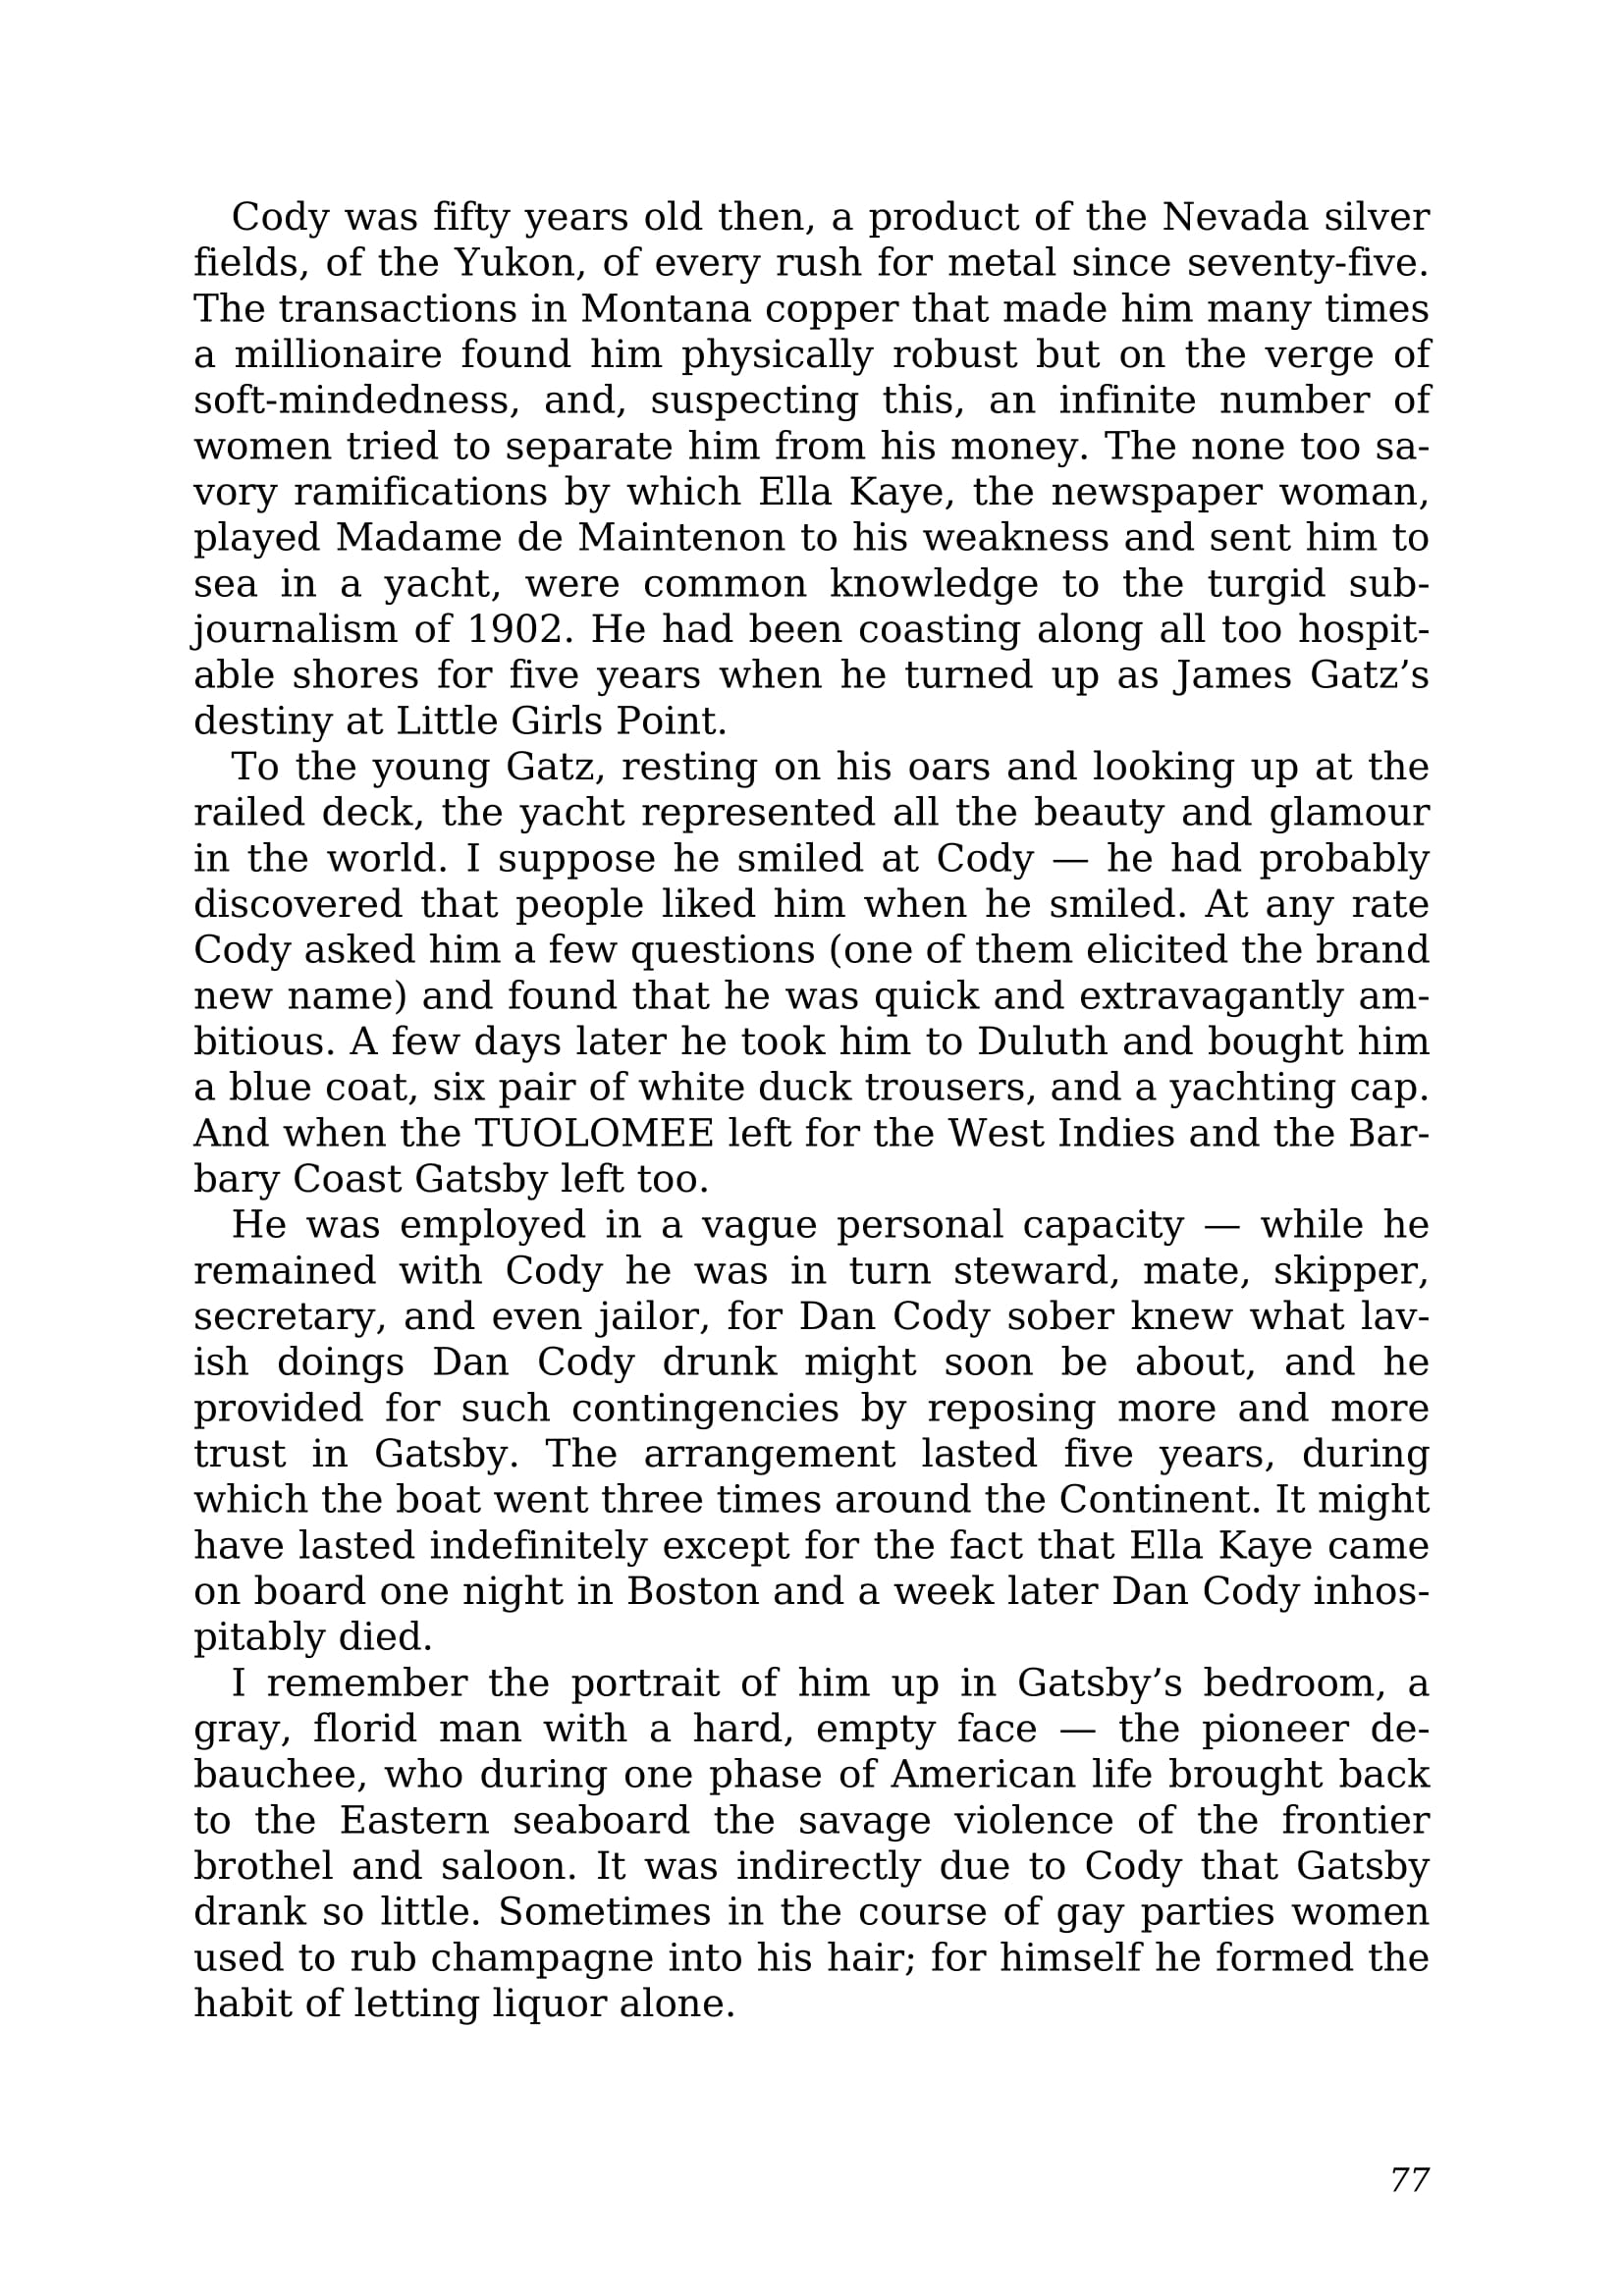 Cody was fifty years old then, a product of the Nevada silver
fields, of the Yukon, of every rush for metal since seventy-five.
The transactions in Montana copper that made him many times
a millionaire found him physically robust but on the verge of
soft-mindedness, and, suspecting this, an infinite number of
women tried to separate him from his money. The none too sa-
vory ramifications by which Ella Kaye, the newspaper woman,
played Madame de Maintenon to his weakness and sent him to
sea in a yacht, were common knowledge to the turgid sub-
journalism of 1902. He had been coasting along all too hospit-
able shores for five years when he turned up as James Gatz’s
destiny at Little Girls Point.
To the young Gatz, resting on his oars and looking up at the
railed deck, the yacht represented all the beauty and glamour
in the world. I suppose he smiled at Cody — he had probably
discovered that people liked him when he smiled. At any rate
Cody asked him a few questions (one of them elicited the brand
new name) and found that he was quick and extravagantly am-
bitious. A few days later he took him to Duluth and bought him
a blue coat, six pair of white duck trousers, and a yachting cap.
And when the TUOLOMEE left for the West Indies and the Bar-
bary Coast Gatsby left too.
He was employed in a vague personal capacity — while he
remained with Cody he was in turn steward, mate, skipper,
secretary, and even jailor, for Dan Cody sober knew what lav-
ish doings Dan Cody drunk might soon be about, and he
provided for such contingencies by reposing more and more
trust in Gatsby. The arrangement lasted five years, during
which the boat went three times around the Continent. It might
have lasted indefinitely except for the fact that Ella Kaye came
on board one night in Boston and a week later Dan Cody inhos-
pitably died.
I remember the portrait of him up in Gatsby’s bedroom, a
gray, florid man with a hard, empty face — the pioneer de-
bauchee, who during one phase of American life brought back
to the Eastern seaboard the savage violence of the frontier
brothel and saloon. It was indirectly due to Cody that Gatsby
drank so little. Sometimes in the course of gay parties women
used to rub champagne into his hair; for himself he formed the
habit of letting liquor alone.
77